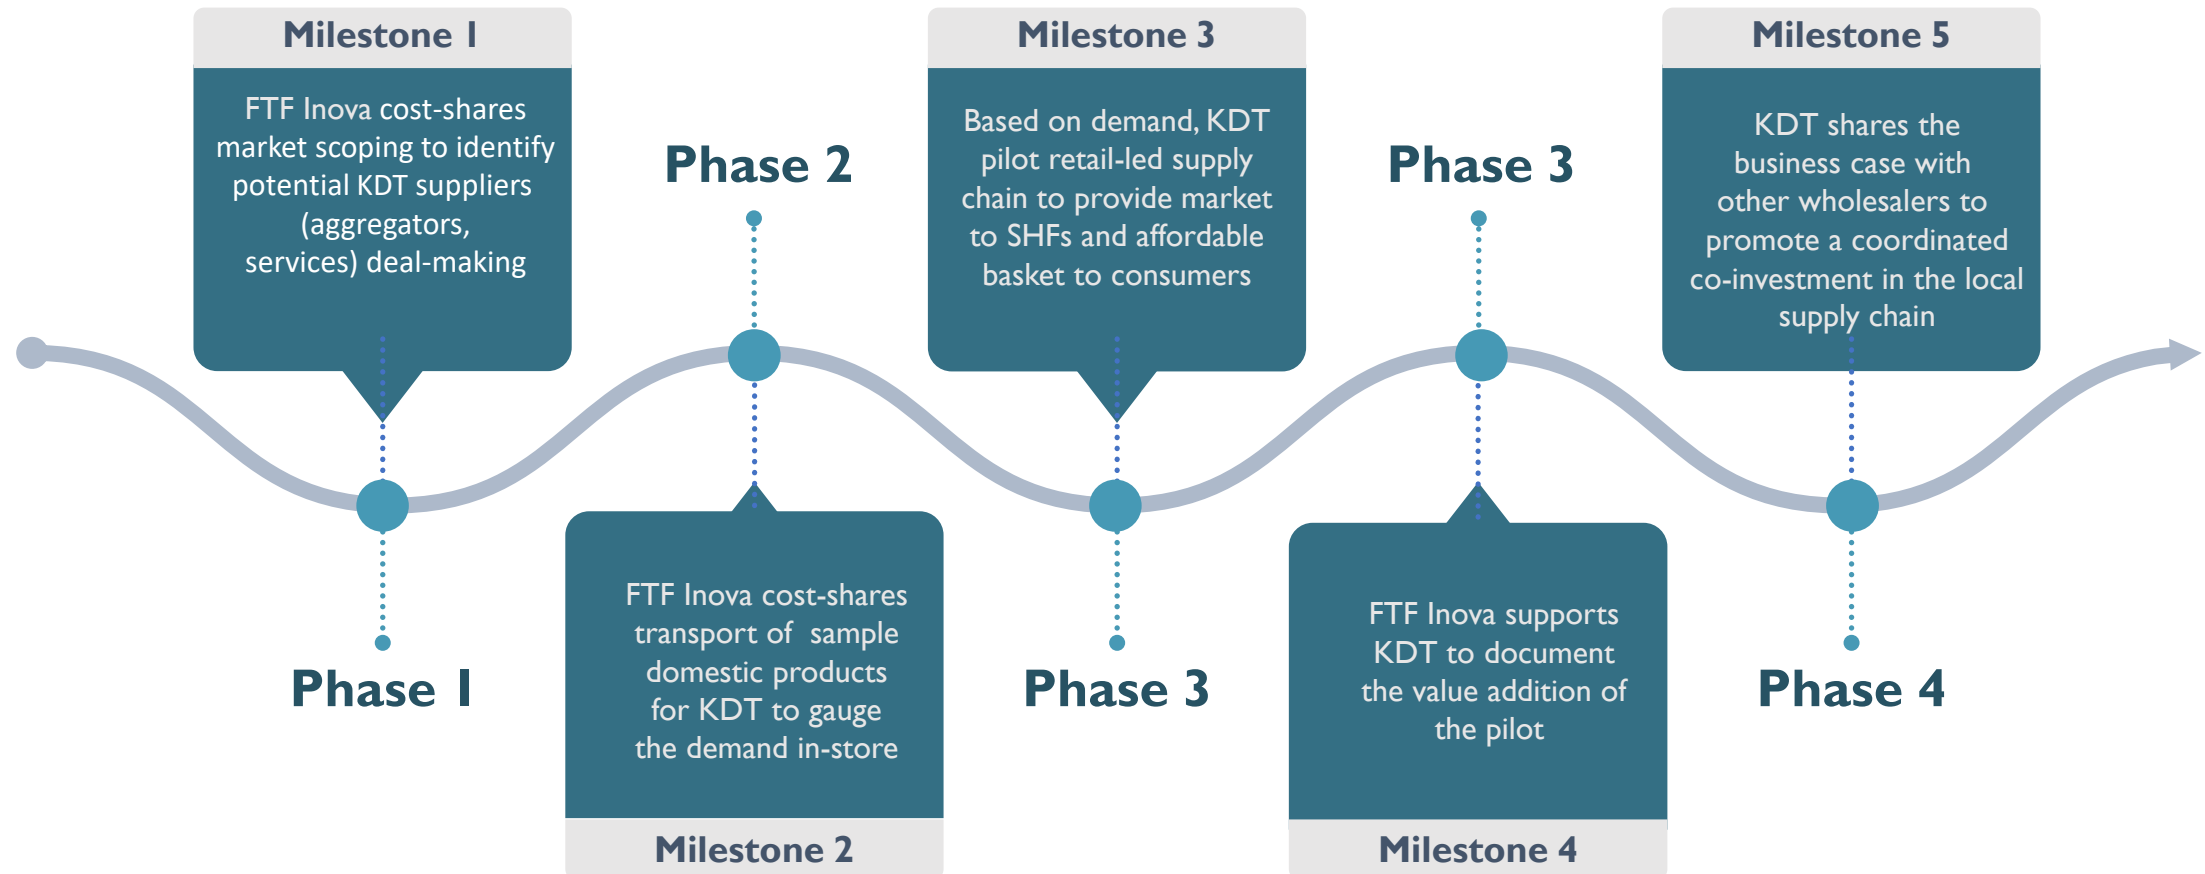 Milestone 1
FTF Inova cost-shares
market scoping to identify
potential KDT suppliers
(aggregators,
services) deal-making
Phase 1
Phase 2
FTF Inova cost-shares
transport of  sample
domestic products
for KDT to gauge
the demand in-store
Milestone 2
Milestone 3
Based on demand, KDT
pilot retail-led supply
chain to provide market
to SHFs and affordable
basket to consumers
Phase 3
Phase 3
FTF Inova supports
KDT to document
the value addition of
the pilot
Milestone 4
Milestone 5
KDT shares the
business case with
other wholesalers to
promote a coordinated
co-investment in the local
supply chain
Phase 4